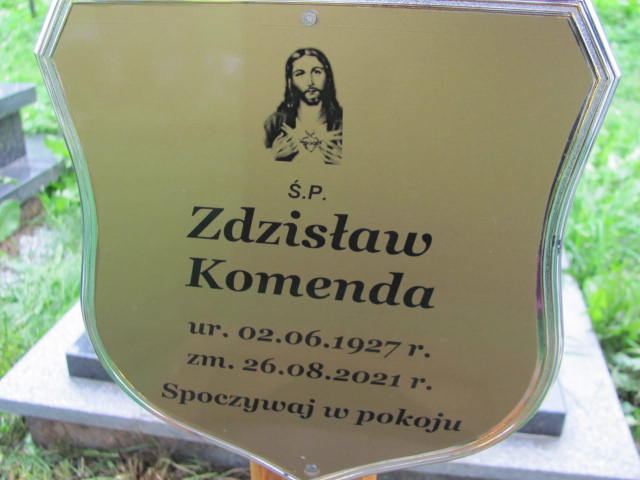 Ś.P.
Zdzisław
Komenda
ur. 02.06.1927 r.
zm. 26.08.2021 r.
Spoczywaj w pokoju